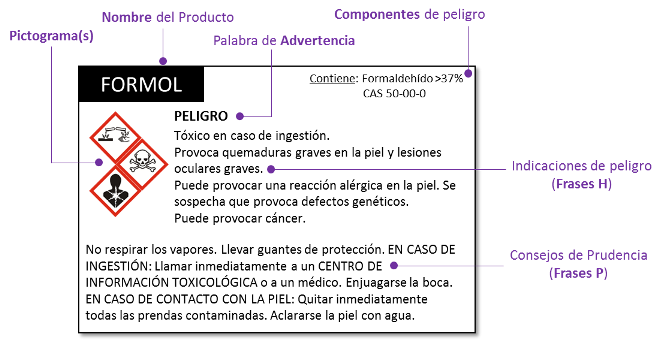 Componentes de peligro
Nombre del Producto
Pictograma(s)
Palabra de Advertencia
FORMOL
Contiene: Formaldehído >37%
CAS 50-00-0
PELIGRO
Tóxico en caso de ingestión.
Provoca quemaduras graves en la piel y lesiones
oculares graves.
Puede provocar una reacción alérgica en la piel. Se
sospecha que provoca defectos genéticos.
Puede provocar cáncer.
Indicaciones de peligro
(Frases H)
No respirar los vapores. Llevar guantes de protección. EN CASO DE
INGESTIÓN: Llamar inmediatamente a un CENTRO DE
INFORMACIÓN TOXICOLÓGICA o a un médico. Enjuagarse la boca.
EN CASO DE CONTACTO CON LA PIEL: Quitar inmediatamente
todas las prendas contaminadas. Aclararse la piel con agua.
Consejos de Prudencia
(Frases P)